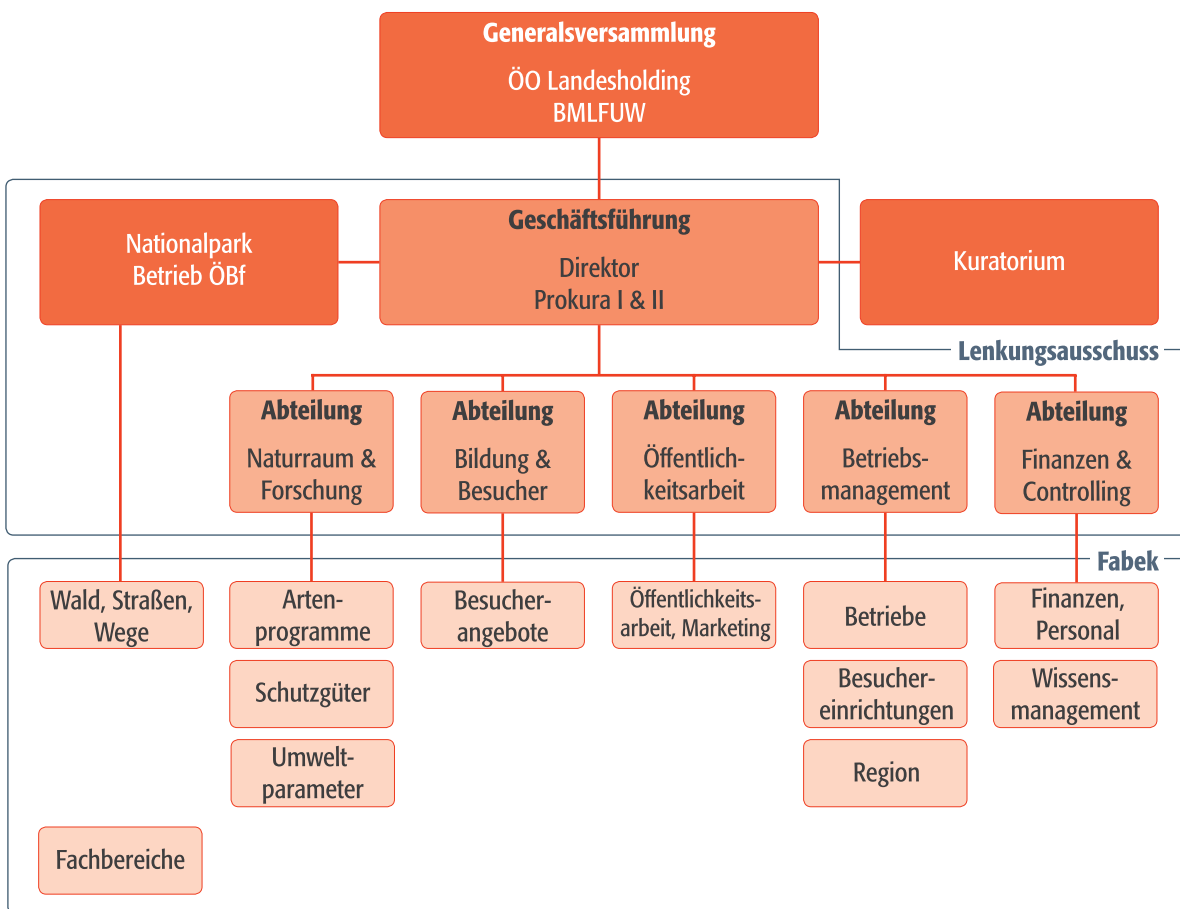 Generalsversammlung
ÖO Landesholding
BMLFUW
Nationalpark
Betrieb ÖBf
Geschäftsführung
Direktor
Prokura I & II
Kuratorium
Lenkungsausschuss
Abteilung
Naturraum &
Forschung
Abteilung
Bildung &
Besucher
Abteilung
Öffentlich-
keitsarbeit
Abteilung
Betriebs-
management
Abteilung
Finanzen &
Controlling
Fabek
Wald, Straßen,
Wege
Arten-
programme
Besucher-
angebote
Öffentlichkeits-
arbeit, Marketing
Betriebe
Finanzen,
Personal
Schutzgüter
Besucher-
einrichtungen
Wissens-
management
Umwelt-
parameter
Region
Fachbereiche